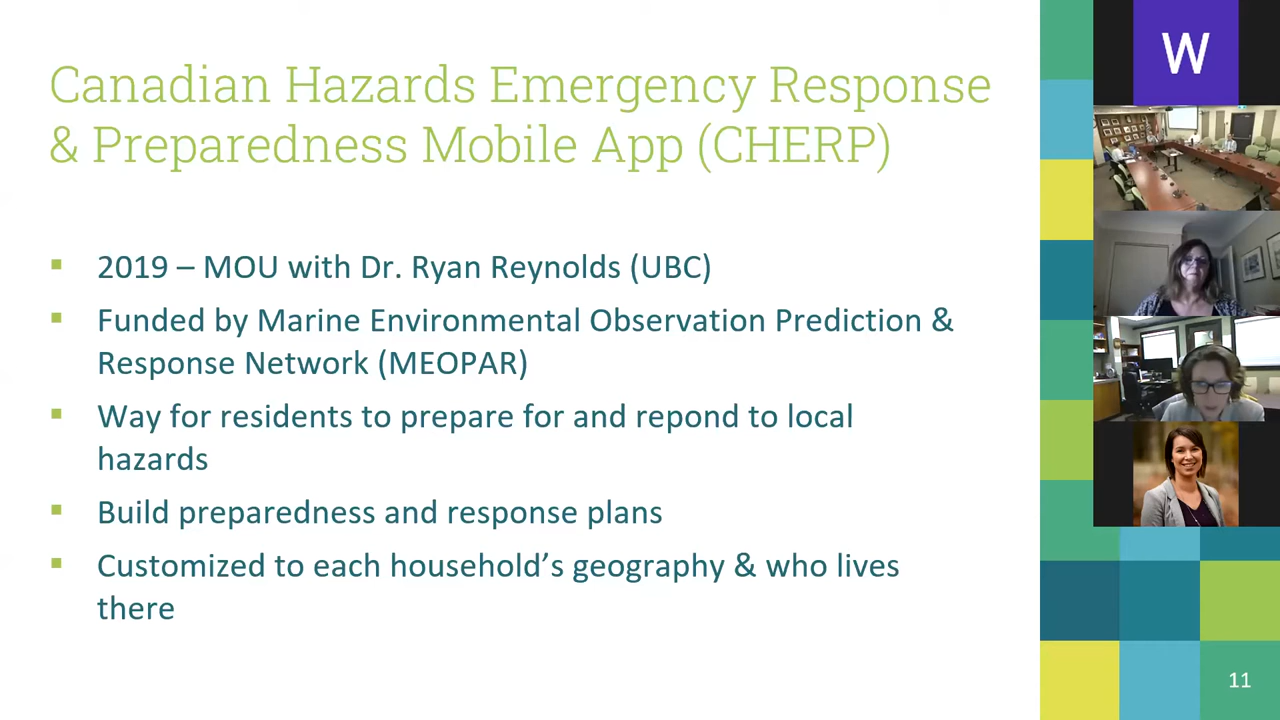 Canadian Hazards Emergency Response
& Preparedness Mobile App (CHERP)
2019 – MOU with Dr. Ryan Reynolds (UBC)
Funded by Marine Environmental Observation Prediction &
Response Network (MEOPAR)
Way for residents to prepare for and repond to local
hazards
Build preparedness and response plans
Customized to each household’s geography & who lives
there
W
11